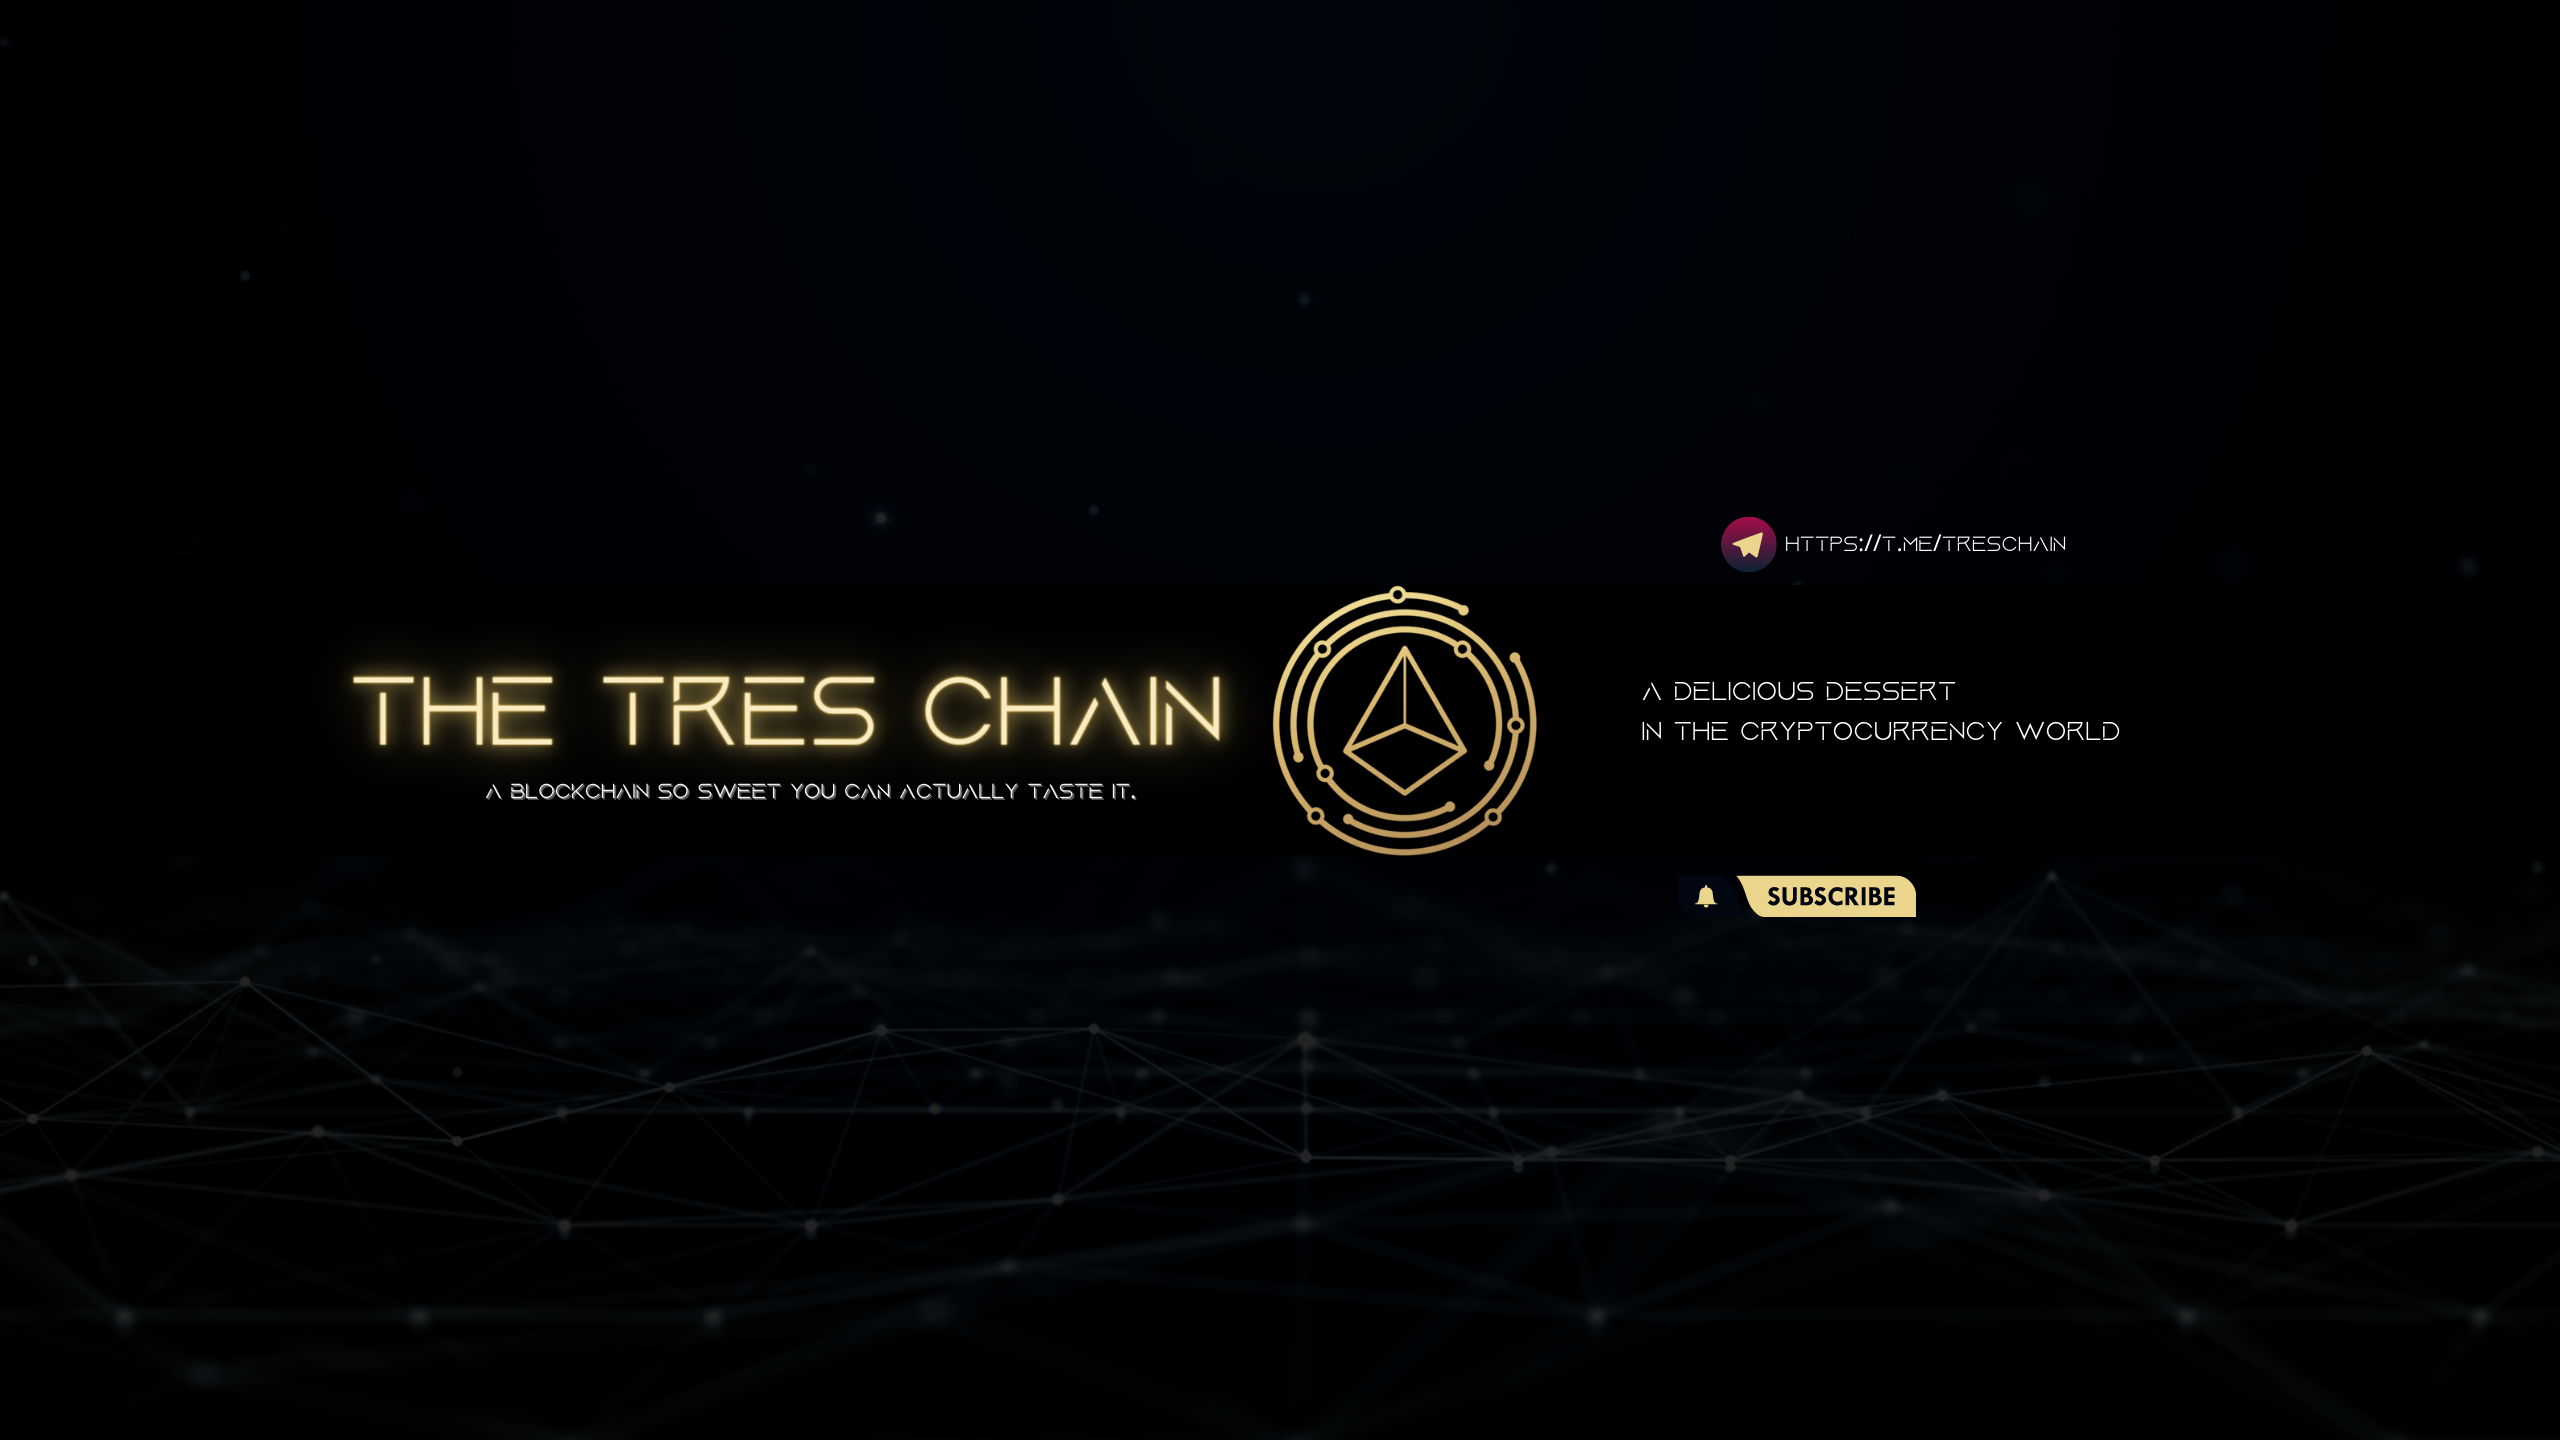 HTTPS://T.ME/TRESCHAIN
THE TRES CHAIN
A BLOCKCHAIN SO SWEET YOU CAN ACTUALLY TASTE IT.
A DELICIOUS DESSERT
IN THE CRYPTOCURRENCY WORLD
SUBSCRIBE